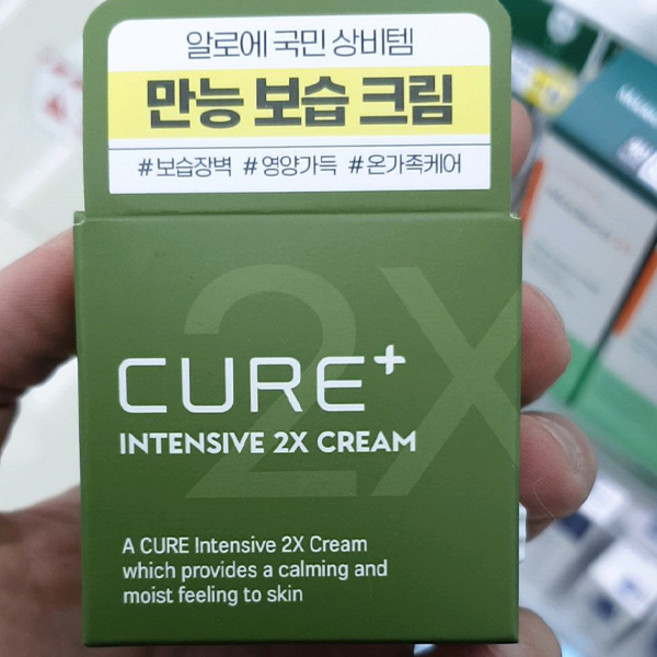 알로에 국민 상비템
만능 보습 크림
#보습장벽 #영양가득 #온가족케어
2X
CURE+
INTENSIVE 2X CREAM
A CURE Intensive 2X Cream
which provides a calming and
moist feeling to skin